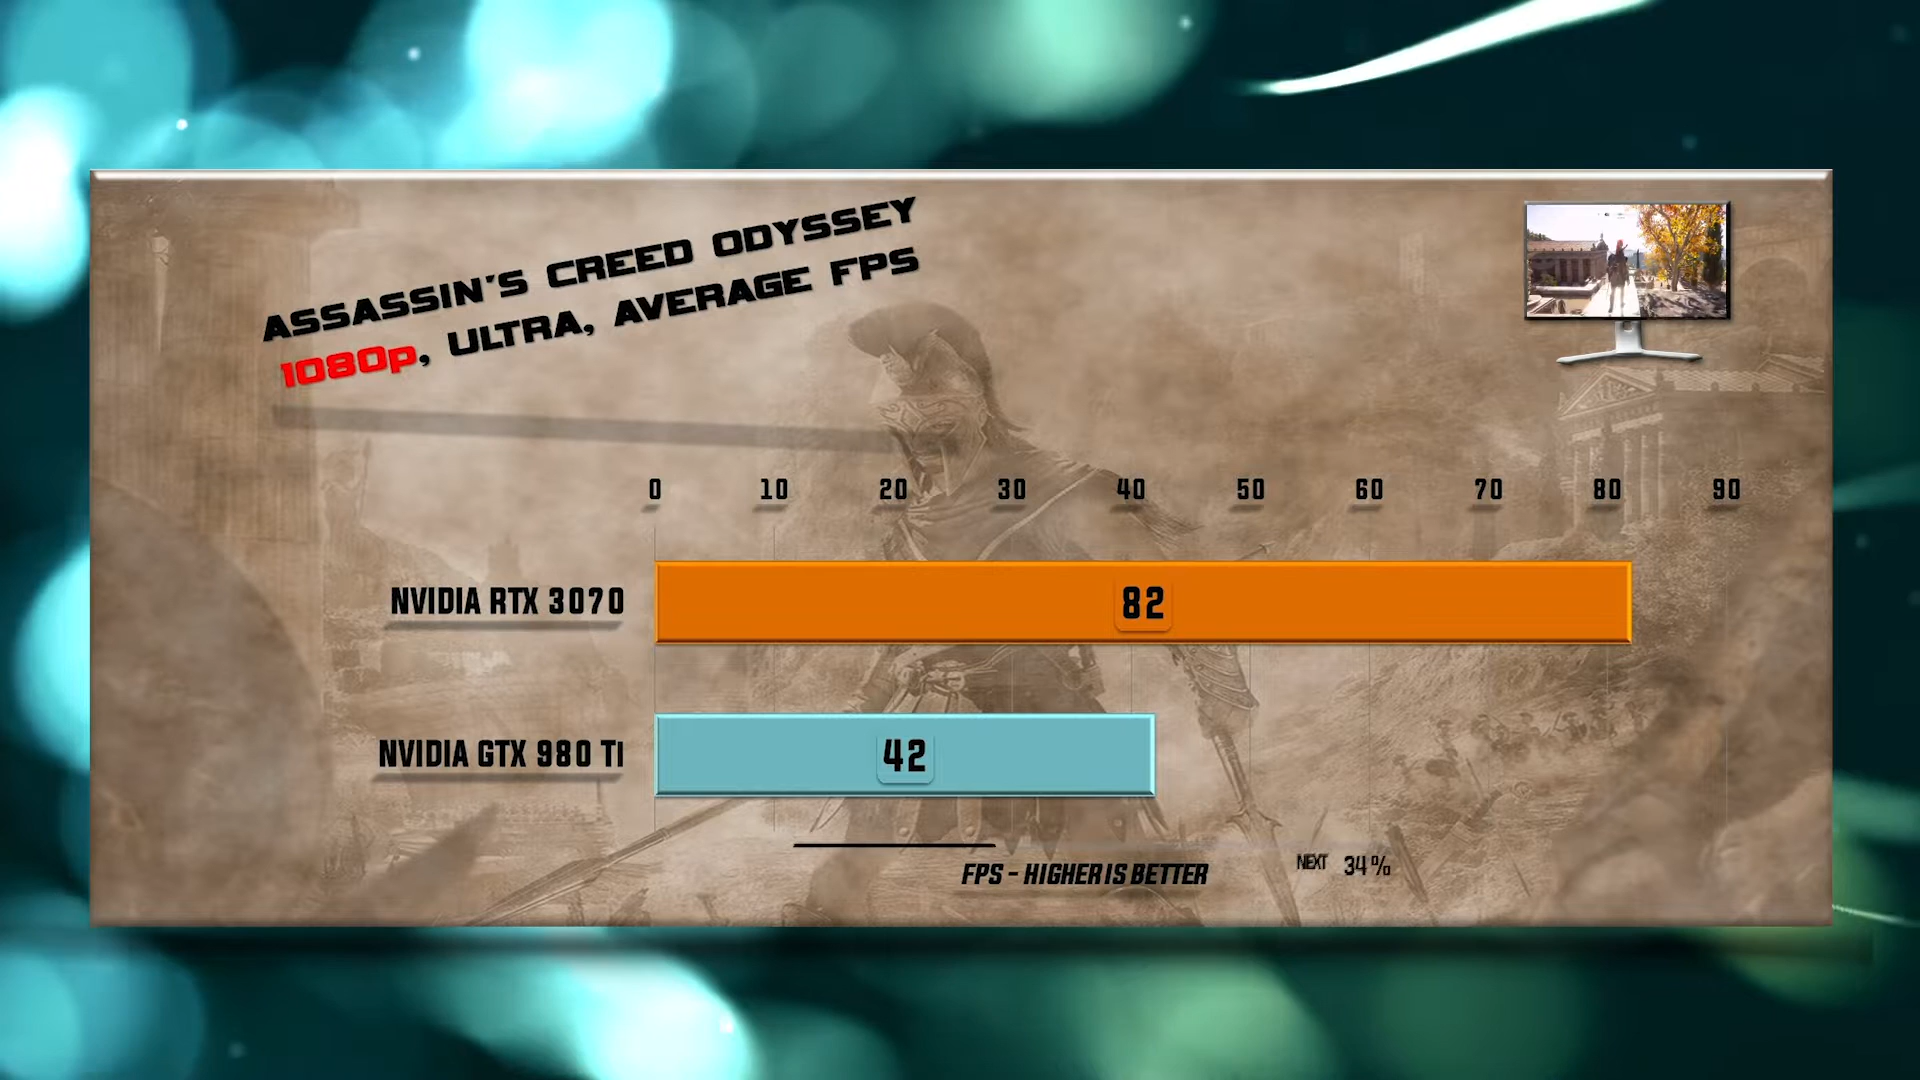 ASSASSIN'S CREED ODYSSEY
1080p, ULTRA, AVERAGE FPS
0 10 20 30 40 50 60 70 80 90
NVIDIA RTX 3070
82
NVIDIA GTX 980 TI
42
FPS - HIGHER IS BETTER
NEXT 34%